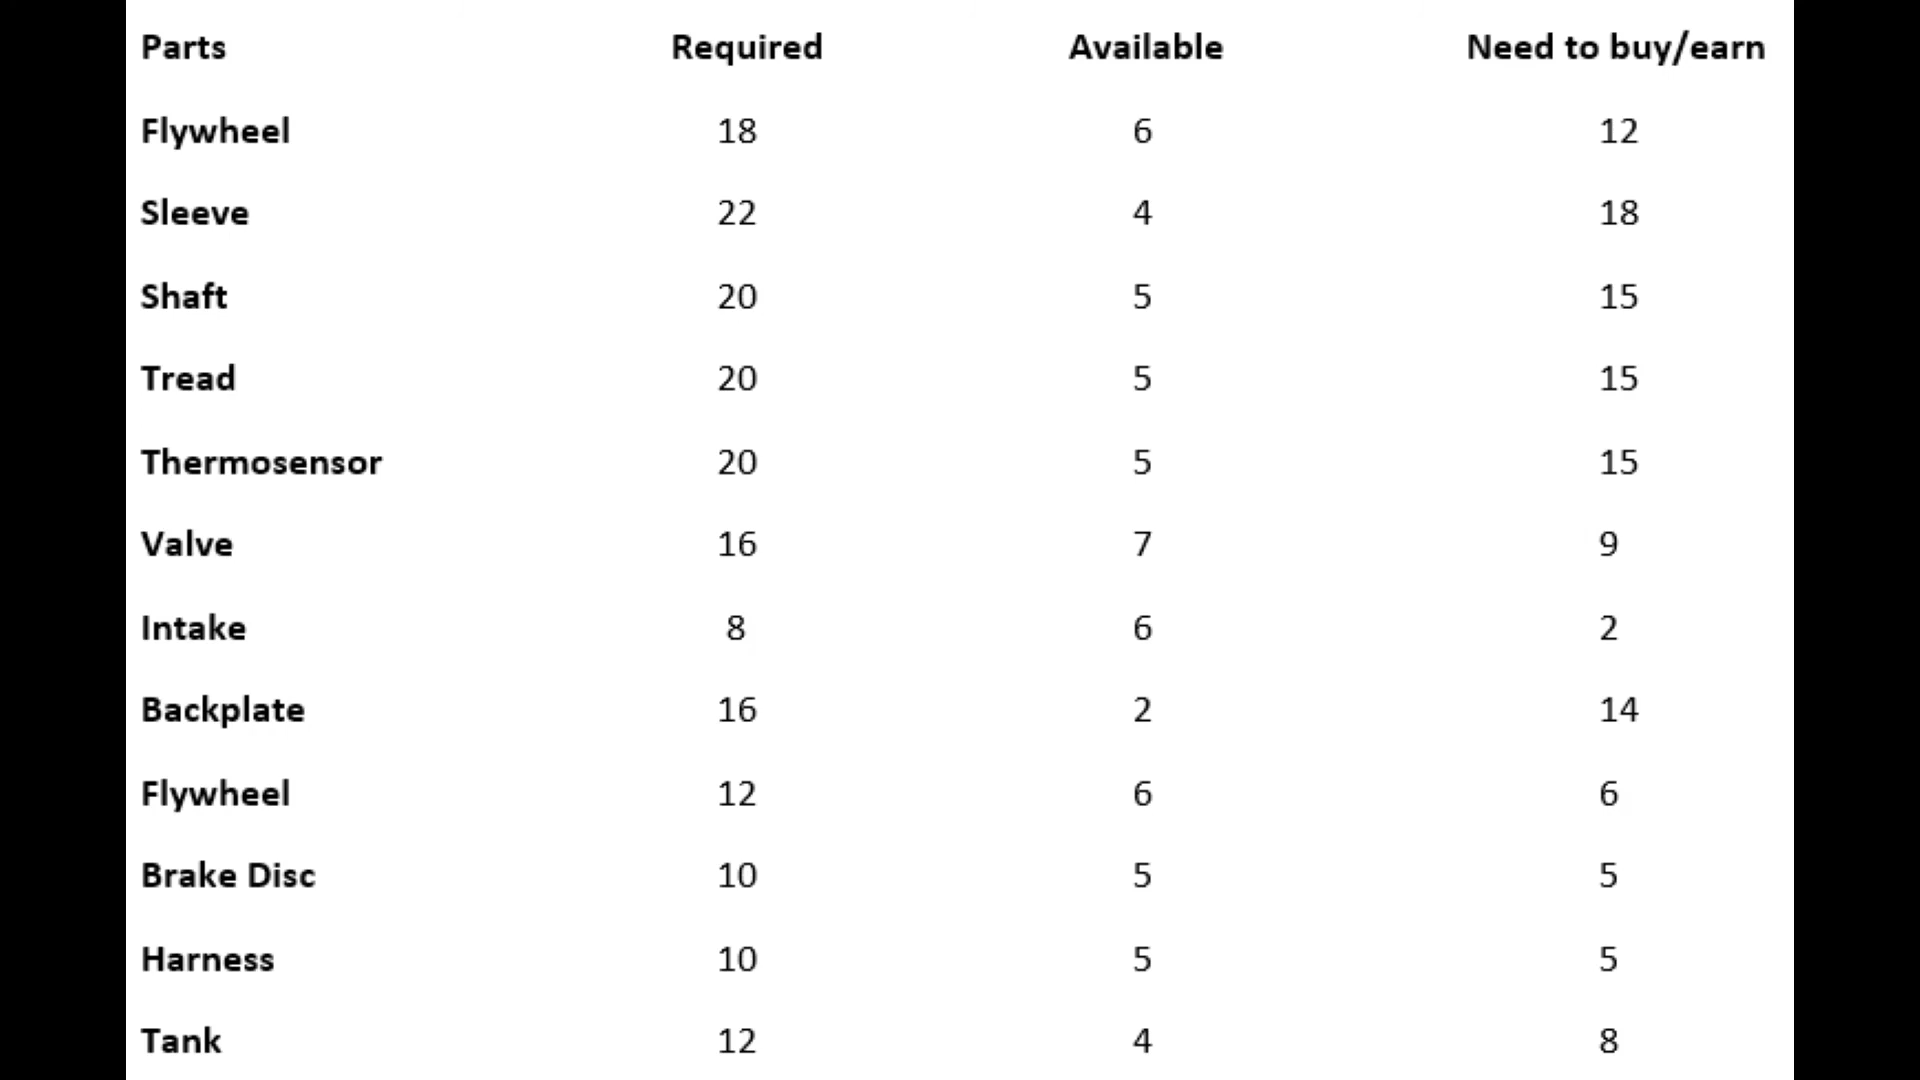 Parts Required Available Need to buy/earn
Flywheel 18 6 12
Sleeve 22 4 18
Shaft 20 5 15
Tread 20 5 15
Thermosensor 20 5 15
Valve 16 7 9
Intake 8 6 2
Backplate 16 2 14
Flywheel 12 6 6
Brake Disc 10 5 5
Harness 10 5 5
Tank 12 4 8